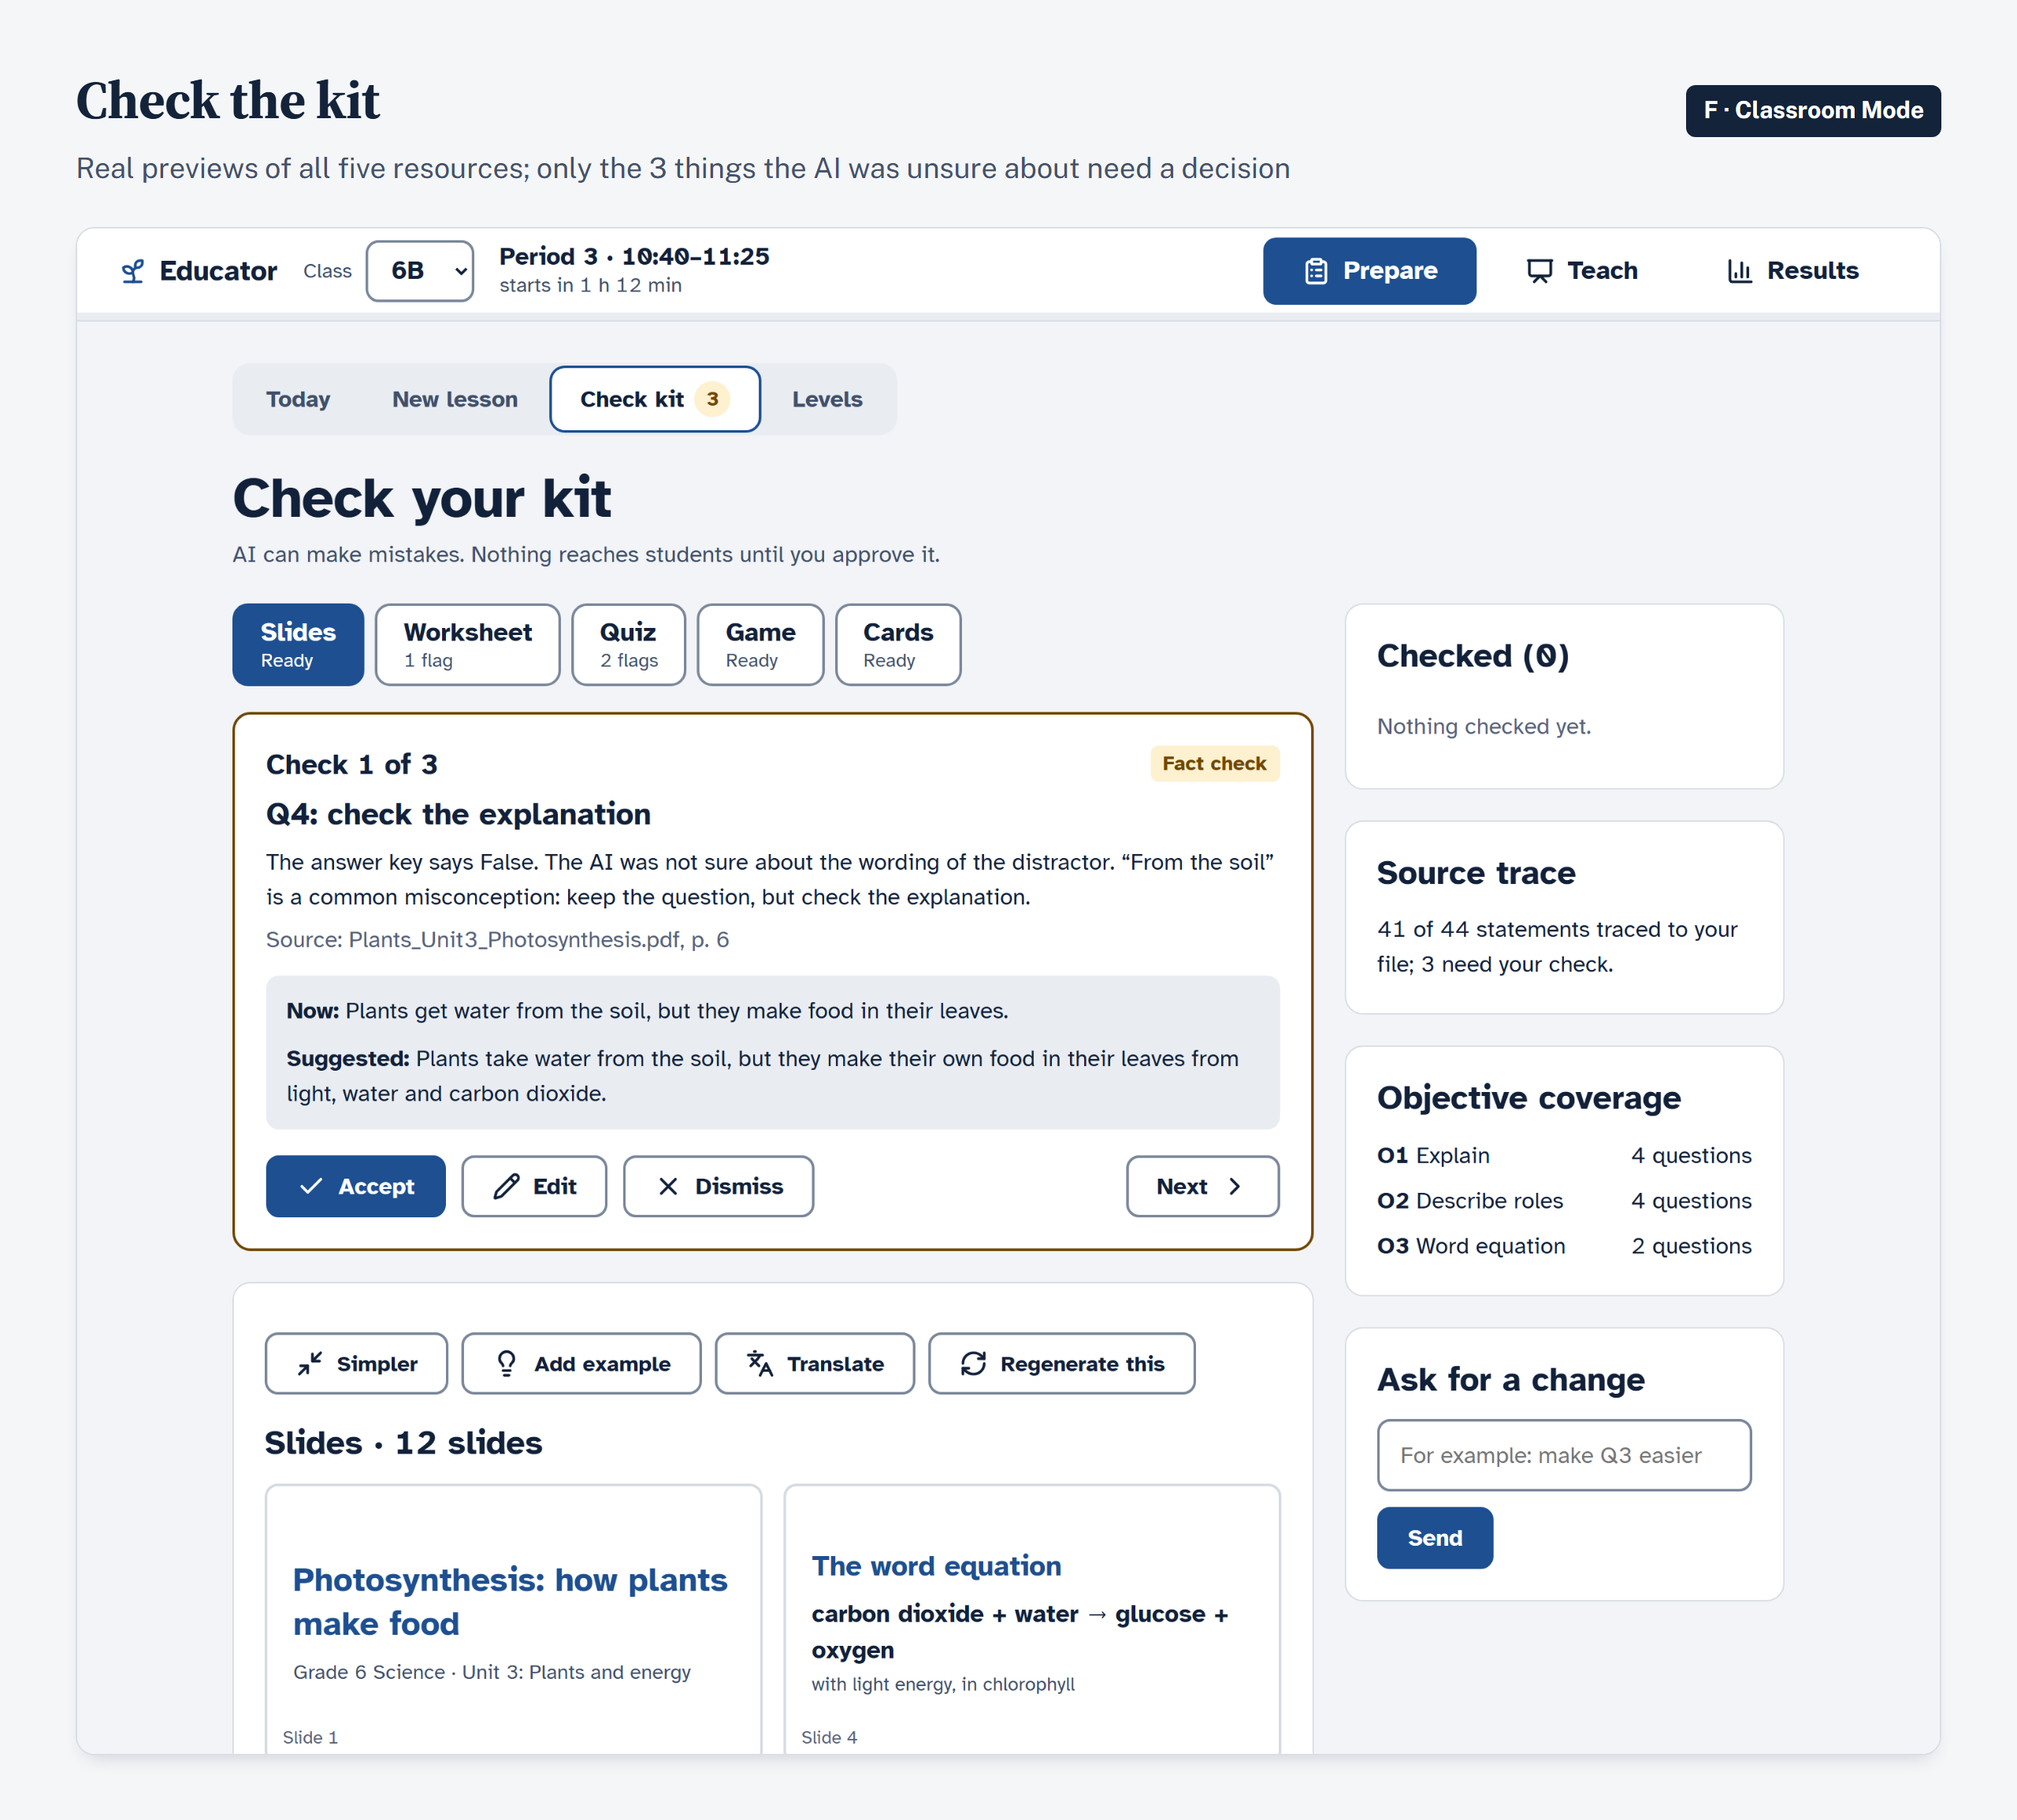 Check the kit
F · Classroom Mode
Real previews of all five resources; only the 3 things the AI was unsure about need a decision
Educator
Class
6B
Period 3 · 10:40–11:25
starts in 1 h 12 min
Prepare
Teach
Results
Today
New lesson
Check kit 3
Levels
Check your kit
AI can make mistakes. Nothing reaches students until you approve it.
Slides
Ready
Worksheet
1 flag
Quiz
2 flags
Game
Ready
Cards
Ready
Check 1 of 3
Fact check
Q4: check the explanation
The answer key says False. The AI was not sure about the wording of the distractor. “From the soil”
is a common misconception: keep the question, but check the explanation.
Source: Plants_Unit3_Photosynthesis.pdf, p. 6
Now: Plants get water from the soil, but they make food in their leaves.
Suggested: Plants take water from the soil, but they make their own food in their leaves from
light, water and carbon dioxide.
Accept
Edit
Dismiss
Next
Simpler
Add example
Translate
Regenerate this
Slides · 12 slides
Photosynthesis: how plants
make food
Grade 6 Science · Unit 3: Plants and energy
Slide 1
The word equation
carbon dioxide + water → glucose +
oxygen
with light energy, in chlorophyll
Slide 4
Checked (0)
Nothing checked yet.
Source trace
41 of 44 statements traced to your
file; 3 need your check.
Objective coverage
O1 Explain 4 questions
O2 Describe roles 4 questions
O3 Word equation 2 questions
Ask for a change
For example: make Q3 easier
Send